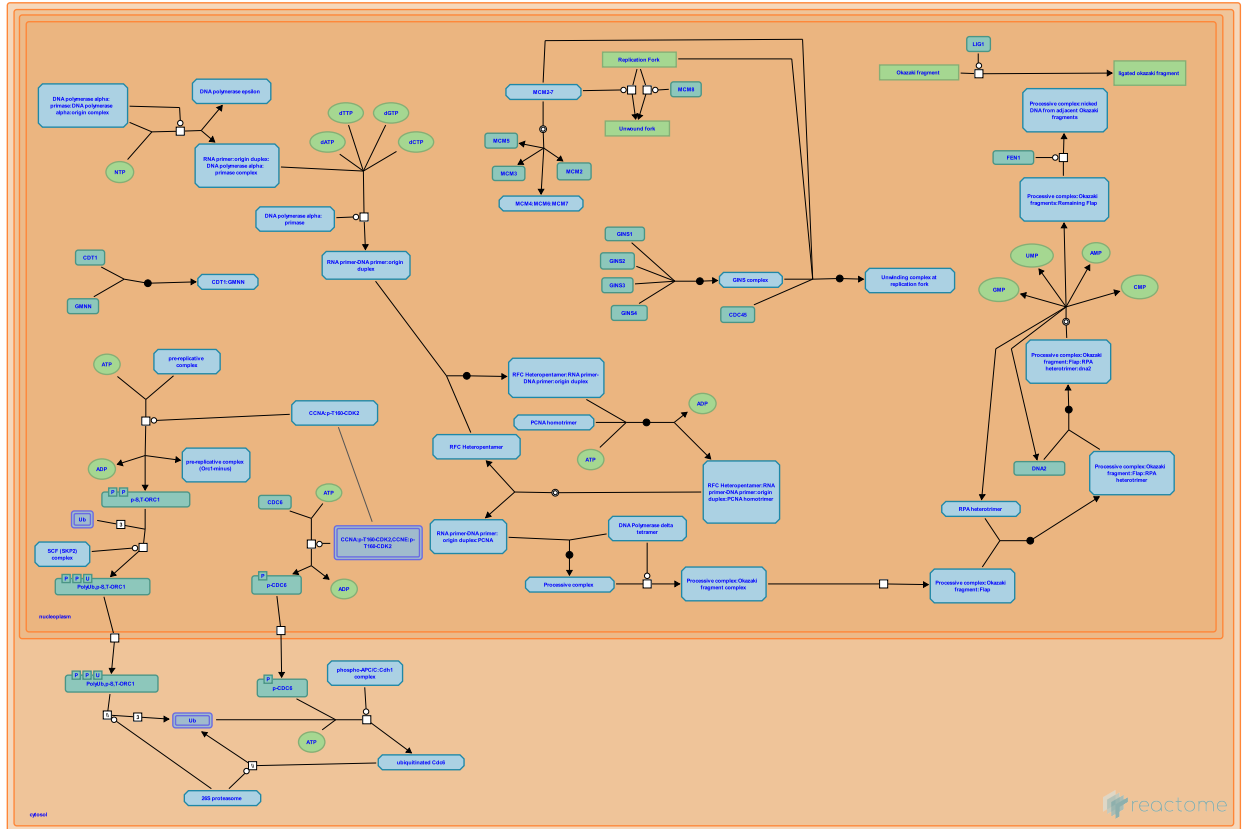 LIG1
Replication Fork
Okazaki fragment
ligated okazaki fragment
DNA polymerase alpha:
primase:DNA polymerase
alpha:origin complex
DNA polymerase epsilon
MCM2-7
MCM8
Processive complex:nicked
DNA from adjacent Okazaki
fragments
dTTP
dGTP
Unwound fork
dATP
dCTP
MCM5
RNA primer:origin duplex:
DNA polymerase alpha:
primase complex
NTP
MCM3
MCM2
FEN1
MCM4:MCM6:MCM7
Processive complex:Okazaki
fragments:Remaining Flap
DNA polymerase alpha:
primase
GINS1
GINS2
GINS3
GINS4
UMP
AMP
GMP
CMP
CDT1
CDT1:GMNN
GMNN
RNA primer-DNA primer:origin
duplex
GINS complex
CDC45
Unwinding complex at
replication fork
ATP
pre-replicative
complex
Processive complex:Okazaki
fragment:Flap:RPA
heterotrimer:dna2
RFC Heteropentamer:RNA primer-
DNA primer:origin duplex
CCNA:p-T160-CDK2
PCNA homotrimer
ADP
ATP
RFC Heteropentamer
ADP
pre-replicative complex
(Orc1-minus)
DNA2
Processive complex:Okazaki
fragment:Flap:RPA
heterotrimer
P
P
p-S,T-ORC1
CDC6
ATP
RFC Heteropentamer:RNA
primer-DNA primer:origin
duplex:PCNA homotrimer
RPA heterotrimer
Ub
3
SCF (SKP2)
complex
CCNA:p-T160-CDK2,CCNE:p-
T160-CDK2
RNA primer-DNA primer:
origin duplex:PCNA
DNA Polymerase delta
tetramer
P
P
U
PolyUb,p-S,T-ORC1
P
p-CDC6
ADP
Processive complex
Processive complex:Okazaki
fragment complex
Processive complex:Okazaki
fragment:Flap
nucleoplasm
P
P
U
PolyUb,p-S,T-ORC1
P
p-CDC6
phospho-APC/C:Cdh1
complex
5
3
Ub
ATP
ubiquitinated Cdc6
26S proteasome
cytosol
reactome